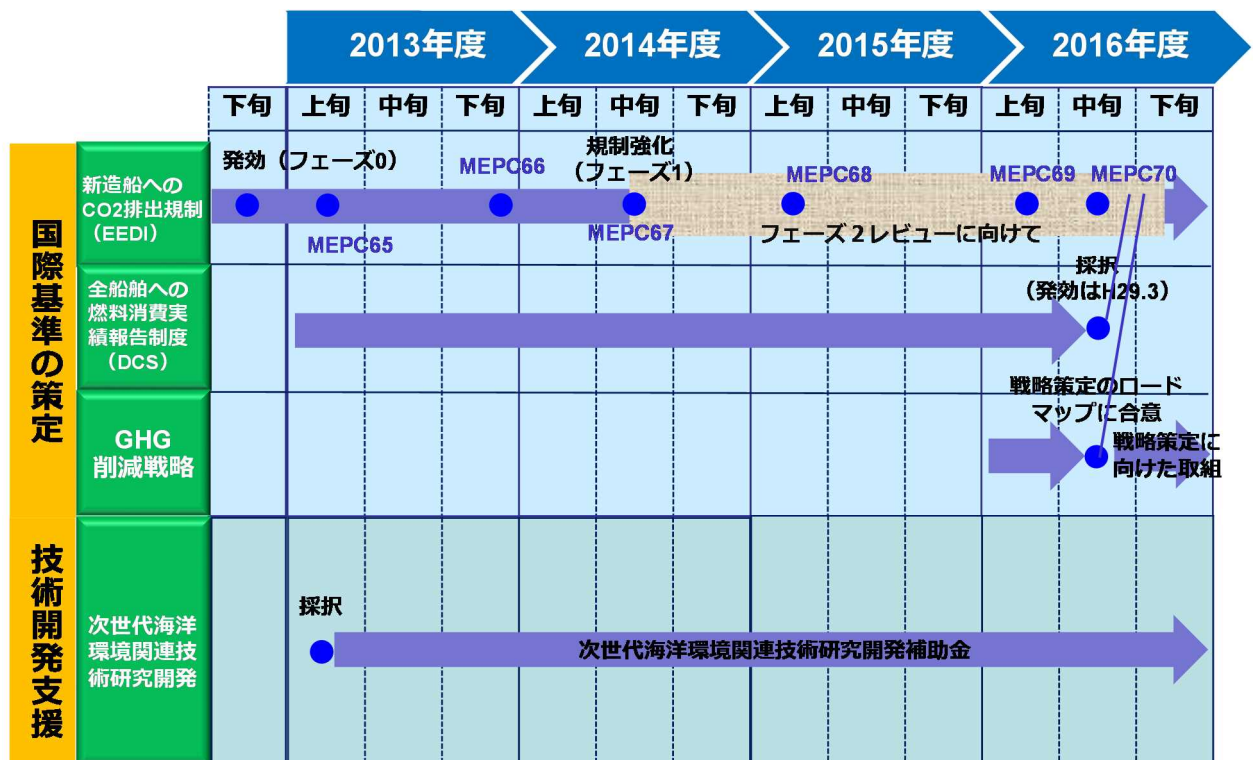 2013年度
2014年度
2015年度
2016年度
下旬
上旬
中旬
下旬
上旬
中旬
下旬
上旬
中旬
下旬
上旬
中旬
下旬
国際基準の策定
新造船への
CO2排出規制
（EEDI）
発効（フェーズ0）
MEPC65
MEPC66
規制強化
（フェーズ1）
MEPC67
MEPC68
フェーズ２レビューに向けて
MEPC69
MEPC70
全船舶への
燃料消費実
績報告制度
（DCS）
採択
（発効はH29.3）
GHG
削減戦略
戦略策定のロード
マップに合意
戦略策定に
向けた取組
技術開発支援
次世代海洋
環境関連技
術研究開発
採択
次世代海洋環境関連技術研究開発補助金